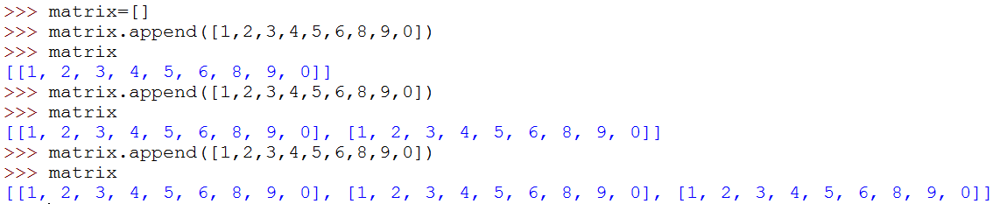 >>> matrix=[]
>>> matrix.append([1,2,3,4,5,6,8,9,0])
>>> matrix
[[1, 2, 3, 4, 5, 6, 8, 9, 0]]
>>> matrix.append([1,2,3,4,5,6,8,9,0])
>>> matrix
[[1, 2, 3, 4, 5, 6, 8, 9, 0], [1, 2, 3, 4, 5, 6, 8, 9, 0]]
>>> matrix.append([1,2,3,4,5,6,8,9,0])
>>> matrix
[[1, 2, 3, 4, 5, 6, 8, 9, 0], [1, 2, 3, 4, 5, 6, 8, 9, 0], [1, 2, 3, 4, 5, 6, 8, 9, 0]]